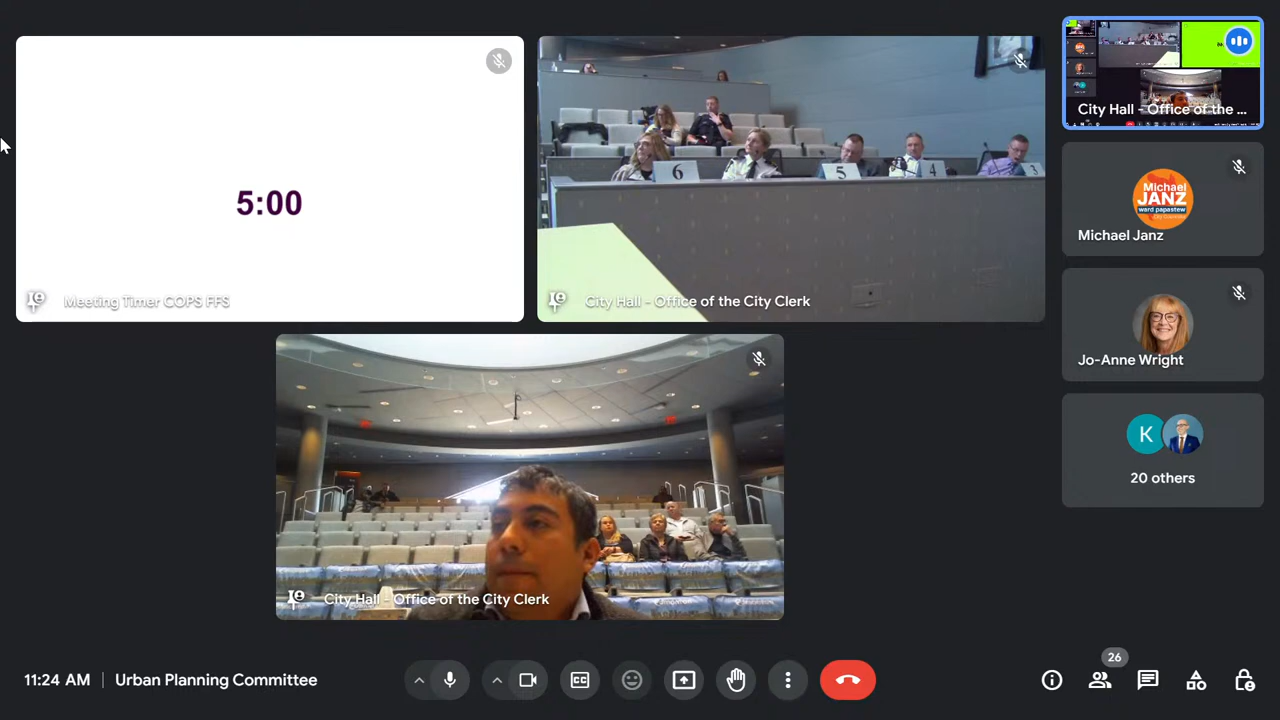 5:00
Meeting Timer COPS FFS
6
5
4
3
City Hall - Office of the City Clerk
City Hall - Office of the City Clerk
City Hall - Office of the ...
Michael
JANZ
ward papastew
Michael Janz
Jo-Anne Wright
K
20 others
11:24 AM
Urban Planning Committee
CC
26